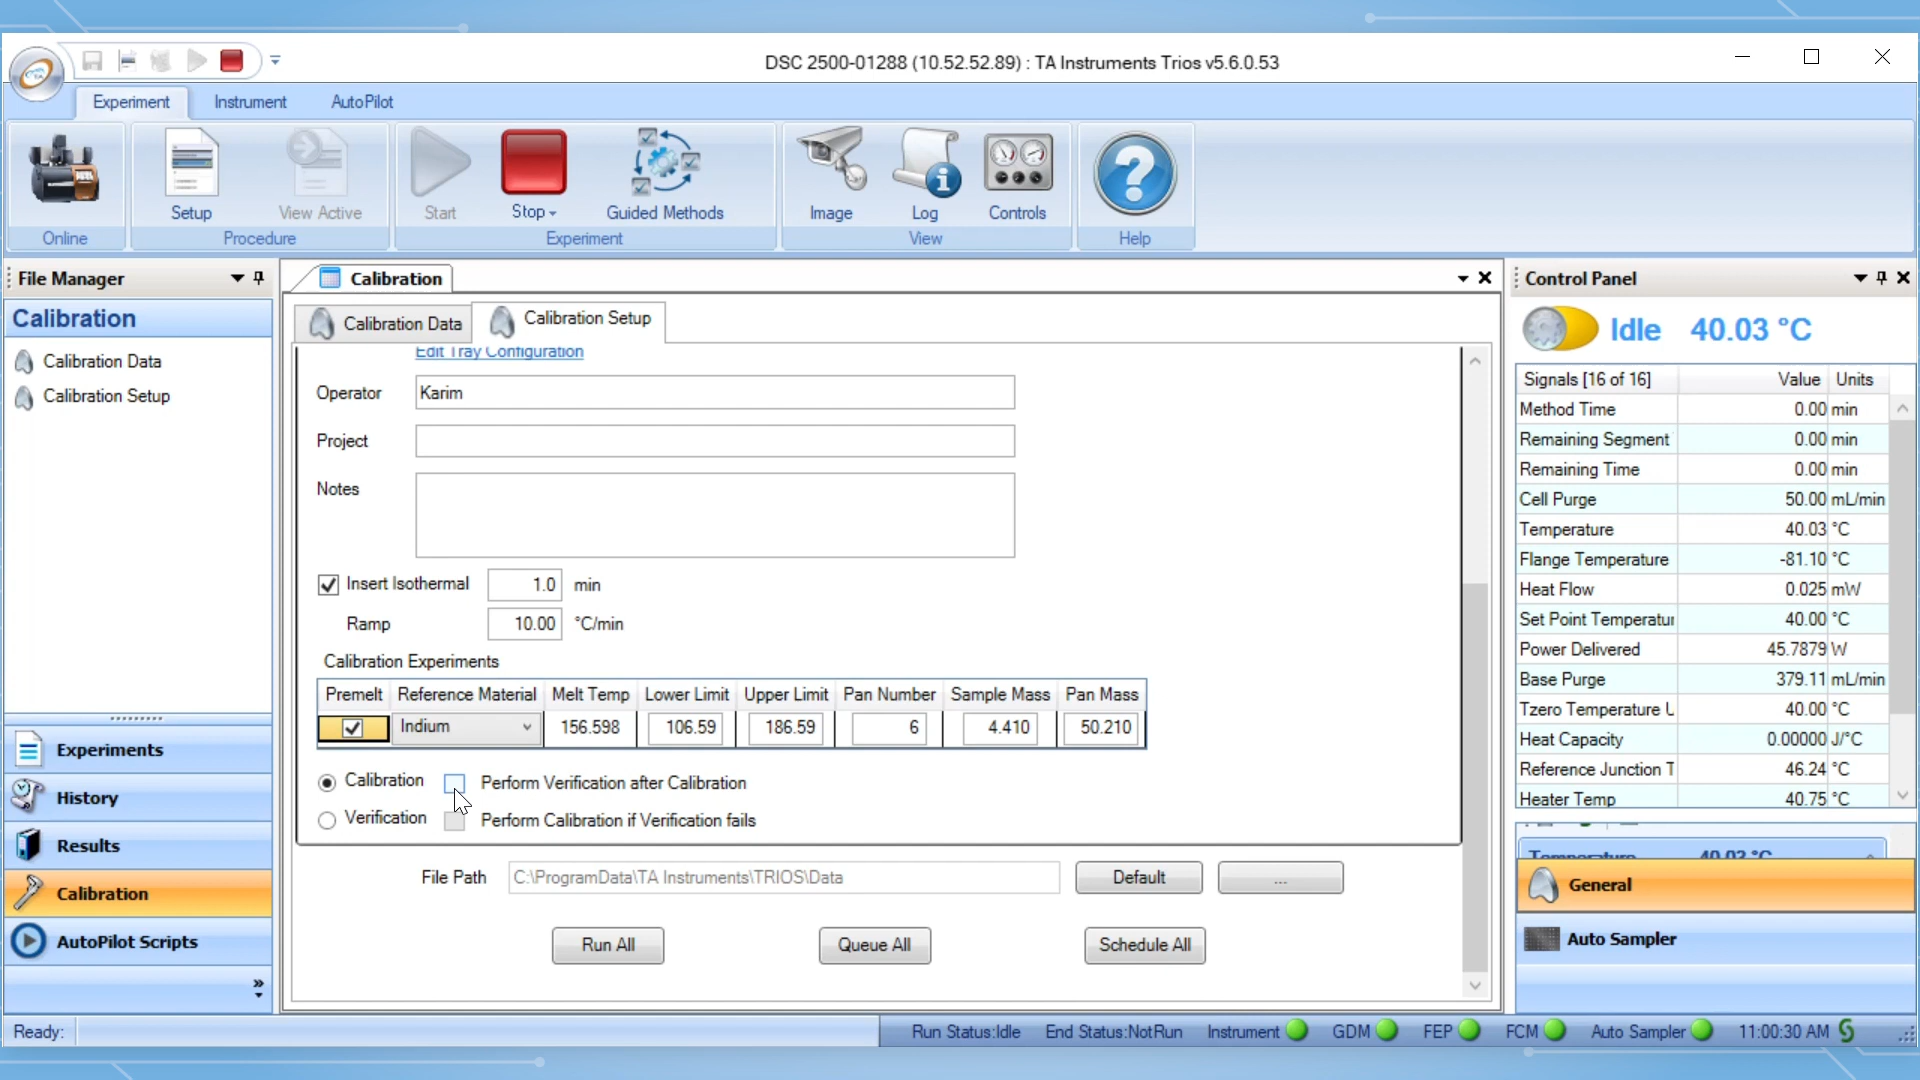 DSC 2500-01288 (10.52.52.89) : TA Instruments Trios v5.6.0.53
TA
Experiment Instrument AutoPilot
Setup View Active Start Stop Guided Methods Image Log Controls
Online Procedure Experiment View Help
File Manager
Calibration
Calibration Data
Calibration Setup
Experiments
History
Results
Calibration
AutoPilot Scripts
Calibration
Calibration Data Calibration Setup
Edit Tray Configuration
Operator Karim
Project
Notes
Insert Isothermal 1.0 min
Ramp 10.00 °C/min
Calibration Experiments
Premelt Reference Material Melt Temp Lower Limit Upper Limit Pan Number Sample Mass Pan Mass
Indium 156.598 106.59 186.59 6 4.410 50.210
Calibration Perform Verification after Calibration
Verification Perform Calibration if Verification fails
File Path C:\ProgramData\TA Instruments\TRIOS\Data Default ...
Run All Queue All Schedule All
Control Panel
Idle 40.03 °C
Signals [16 of 16] Value Units
Method Time 0.00 min
Remaining Segment 0.00 min
Remaining Time 0.00 min
Cell Purge 50.00 mL/min
Temperature 40.03 °C
Flange Temperature -81.10 °C
Heat Flow 0.025 mW
Set Point Temperatur 40.00 °C
Power Delivered 45.7879 W
Base Purge 379.11 mL/min
Tzero Temperature 40.00 °C
Heat Capacity 0.00000 J/°C
Reference Junction T 46.24 °C
Heater Temp 40.75 °C
Temperature 40.03 °C
General
Auto Sampler
Ready: Run Status:Idle End Status:NotRun Instrument GDM FEP FCM Auto Sampler 11:00:30 AM